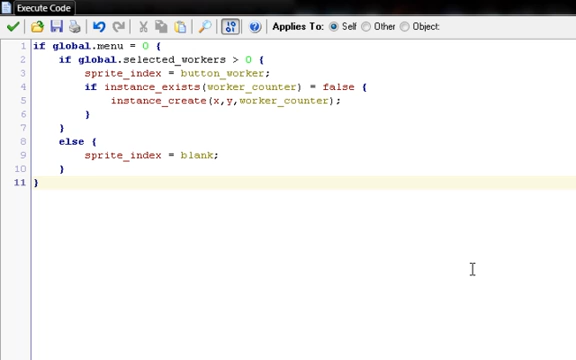 Execute Code
Applies To: Self Other Object:
1 if global.menu = 0 {
2 if global.selected_workers > 0 {
3 sprite_index = button_worker;
4 if instance_exists(worker_counter) = false {
5 instance_create(x,y,worker_counter);
6 }
7 }
8 else {
9 sprite_index = blank;
10 }
11 }